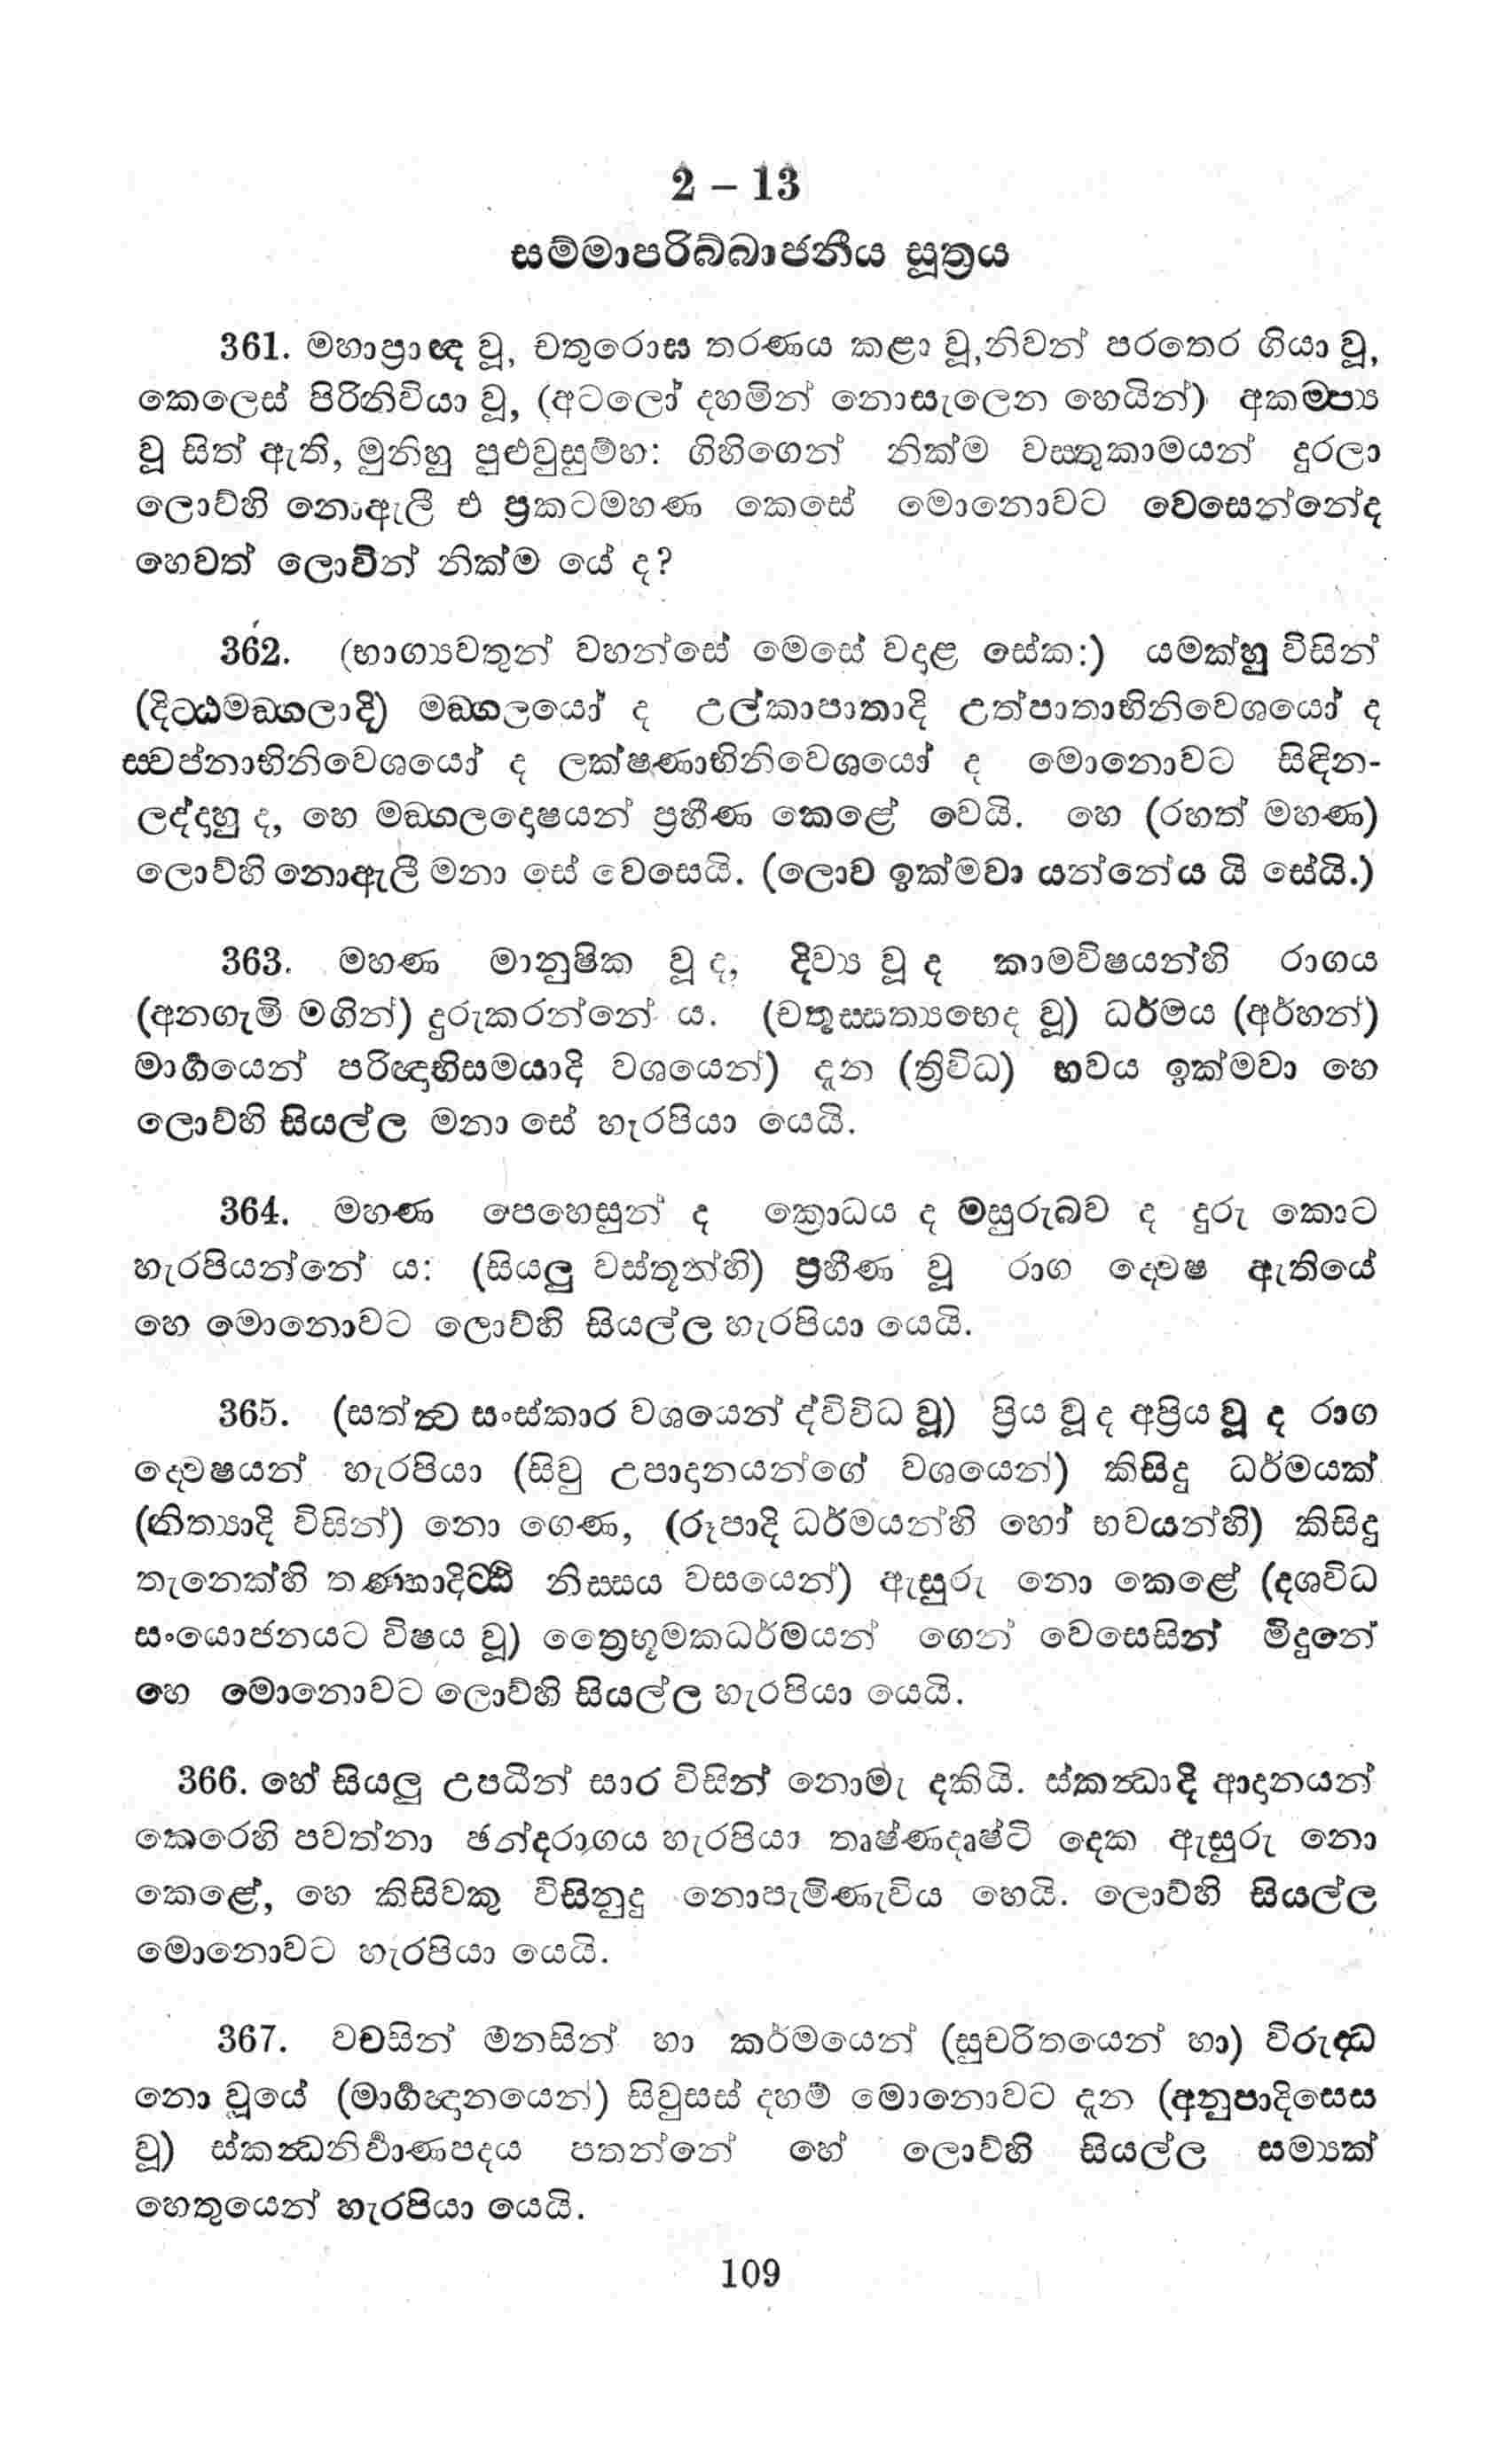 2 – 13
සම්මාපරිබ්බාජනීය සූත්‍රය
361. මහාප්‍රාඥ වූ, චතුරොඝ තරණය කළා වූ,නිවන් පරතෙර ගියා වූ,
කෙලෙස් පිරිනිවියා වූ, (අටලෝ දහමින් නොසැලෙන හෙයින්) අකම්ප්‍ය
වූ සිත් ඇති, මුනිහු පුළුවුසුම්හ: ගිහිගෙන් නික්ම වස්තුකාමයන් දුරලා
ලොව්හි නොඇලී එ ප්‍රකටමහණ කෙසේ මොනොවට වෙසෙන්නේද
හෙවත් ලොවින් නික්ම යේ ද?
362. (භාග්‍යවතුන් වහන්සේ මෙසේ වදාළ සේක:) යමක්හු විසින්
(දිට්ඨමඞ්ගලාදි) මඞ්ගලයෝ ද උල්කාපාතාදි උත්පාතාභිනිවෙශයෝ ද
ස්වප්නාභිනිවෙශයෝ ද ලක්ෂණාභිනිවෙශයෝ ද මොනොවට සිඳින-
ලද්දාහු ද, හෙ මඞ්ගලදොෂයන් ප්‍රහීණ කෙළේ වෙයි. හෙ (රහත් මහණ)
ලොව්හි නොඇලී මනා සේ වෙසෙයි. (ලොව ඉක්මවා යන්නේය යි සේයි.)
363. මහණ මානුෂික වූ ද, දිව්‍ය වූ ද කාමවිෂයන්හි රාගය
(අනගැමි මගින්) දුරුකරන්නේ ය. (චතුස්සත්‍යභෙද වූ) ධර්මය (අර්හත්)
මාර්ගයෙන් පරිඥාභිසමයාදි වශයෙන්) දැන (ත්‍රිවිධ) භවය ඉක්මවා හෙ
ලොව්හි සියල්ල මනා සේ හැරපියා යෙයි.
364. මහණ පෙහෙසුන් ද ක්‍රොධය ද මසුරුබව ද දුරු කොට
හැරපියන්නේ ය: (සියලු වස්තූන්හි) ප්‍රහීණ වූ රාග ද්වෙෂ ඇතියේ
හෙ මොනොවට ලොව්හි සියල්ල හැරපියා යෙයි.
365. (සත්ත්ව සංස්කාර වශයෙන් ද්විවිධ වූ) ප්‍රිය වූ ද අප්‍රිය වූ ද රාග
ද්වෙෂයන් හැරපියා (සිවු උපාදානයන්ගේ වශයෙන්) කිසිදු ධර්මයක්
(නිත්‍යාදි විසින්) නො ගෙණ, (රූපාදි ධර්මයන්හි හෝ භවයන්හි) කිසිදු
තැනෙක්හි තණ්හාදිට්ඨි නිස්සය වසයෙන්) ඇසුරු නො කෙළේ (දශවිධ
සංයොජනයට විෂය වූ) ත්‍රෛභූමකධර්මයන් ගෙන් වෙසෙසින් මිදුනේ
හෙ මොනොවට ලොව්හි සියල්ල හැරපියා යෙයි.
366. හේ සියලු උපධීන් සාර විසින් නොමැ දකියි. ස්කන්ධාදි ආදානයන්
කෙරෙහි පවත්නා ඡන්දරාගය හැරපියා තෘෂ්ණදෘෂ්ටි දෙක ඇසුරු නො
කෙළේ, හෙ කිසිවකු විසිනුදු නොපැමිණැවිය හෙයි. ලොව්හි සියල්ල
මොනොවට හැරපියා යෙයි.
367. වචසින් මනසින් හා කර්මයෙන් (සුචරිතයෙන් හා) විරුද්ධ
නො වූයේ (මාර්ගඥානයෙන්) සිවුසස් දහම් මොනොවට දැන (අනුපාදිසෙස
වූ) ස්කන්ධනිර්වාණපදය පතන්නේ හේ ලොව්හි සියල්ල සම්‍යක්
හෙතුයෙන් හැරපියා යෙයි.
109